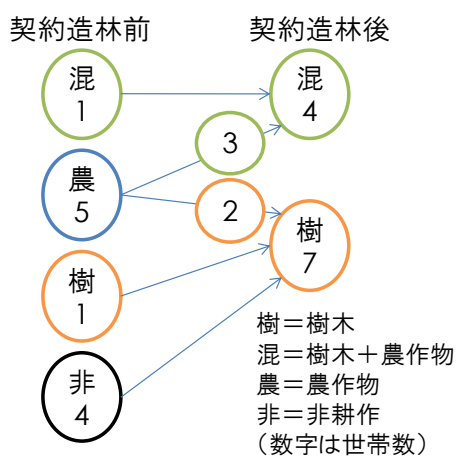 契約造林前
契約造林後
混
1
混
4
3
農
5
2
樹
7
樹
1
非
4
樹＝樹木
混＝樹木＋農作物
農＝農作物
非＝非耕作
（数字は世帯数）